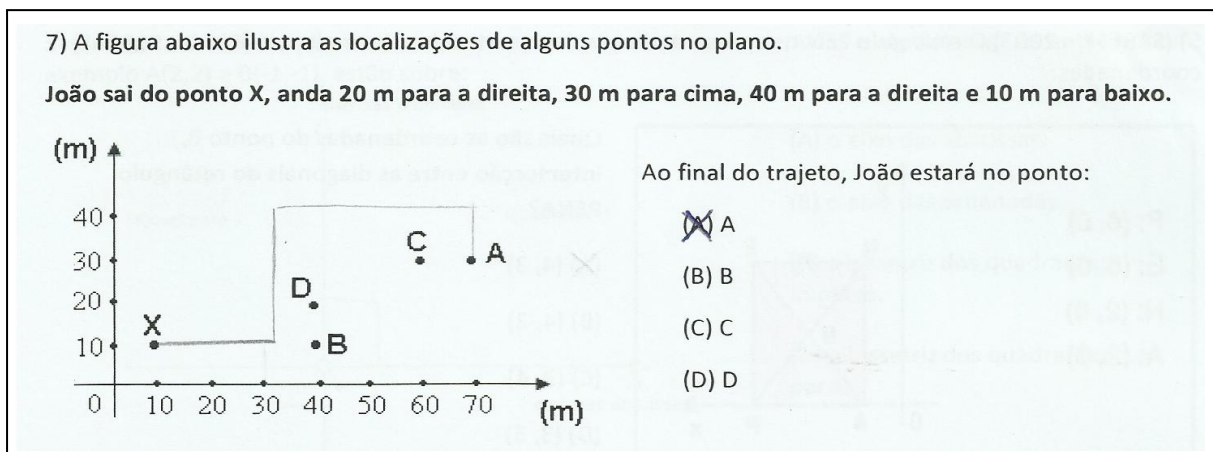 7) A figura abaixo ilustra as localizações de alguns pontos no plano.
João sai do ponto X, anda 20 m para a direita, 30 m para cima, 40 m para a direita e 10 m para baixo.
(m)
40
30
20
10
X
D
B
C
A
0 10 20 30 40 50 60 70 (m)
Ao final do trajeto, João estará no ponto:
(A) A
(B) B
(C) C
(D) D